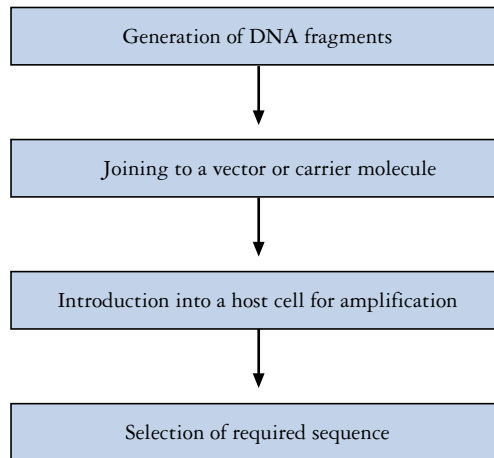 Generation of DNA fragments
Joining to a vector or carrier molecule
Introduction into a host cell for amplification
Selection of required sequence